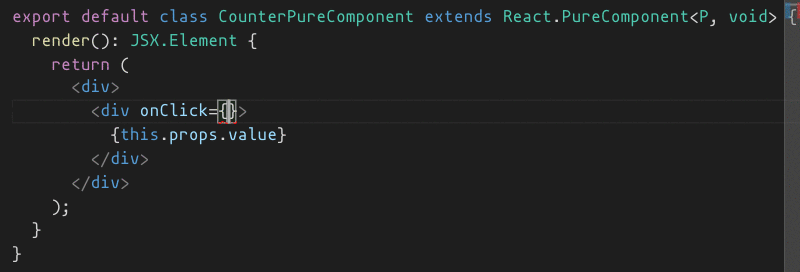 export default class CounterPureComponent extends React.PureComponent<P, void> {
  render(): JSX.Element {
    return (
      <div>
        <div onClick={}>
          {this.props.value}
        </div>
      </div>
    );
  }
}